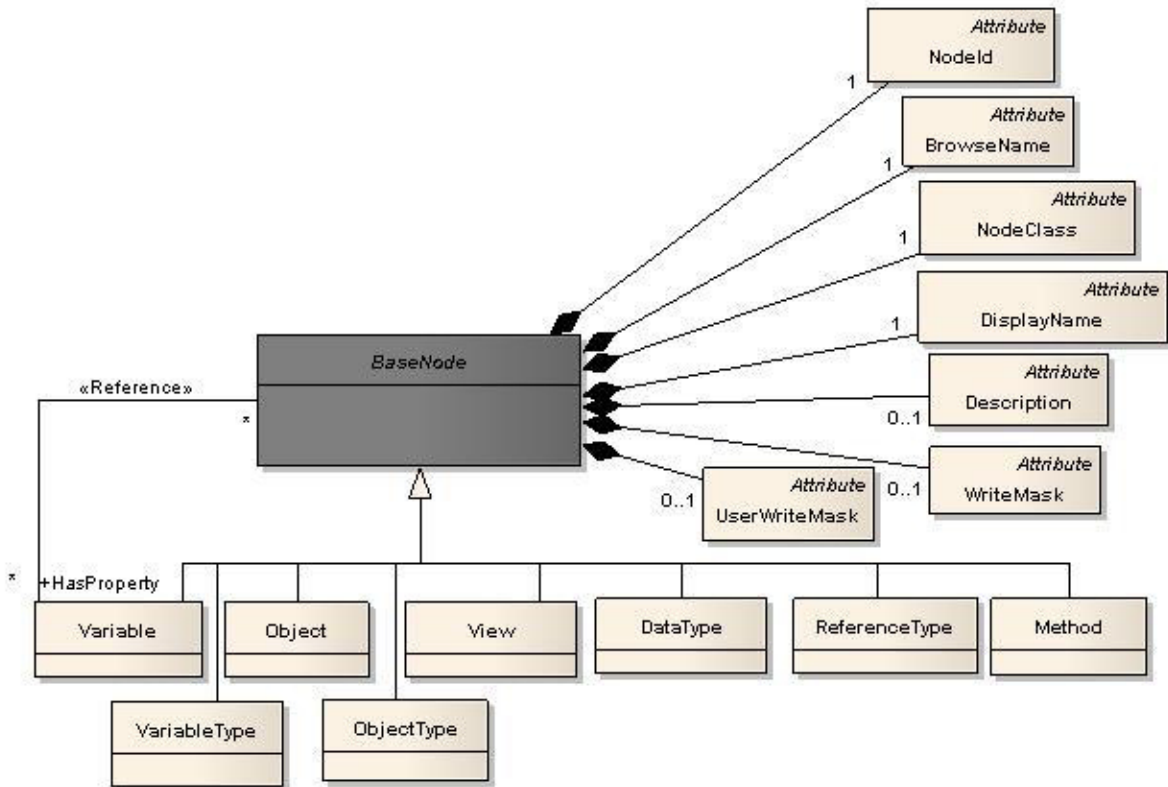 Attribute
NodeId
1
Attribute
BrowseName
1
Attribute
NodeClass
1
Attribute
DisplayName
1
BaseNode
«Reference»
*
Attribute
Description
0..1
Attribute
WriteMask
0..1
Attribute
UserWriteMask
0..1
*
+HasProperty
Variable
Object
View
DataType
ReferenceType
Method
VariableType
ObjectType